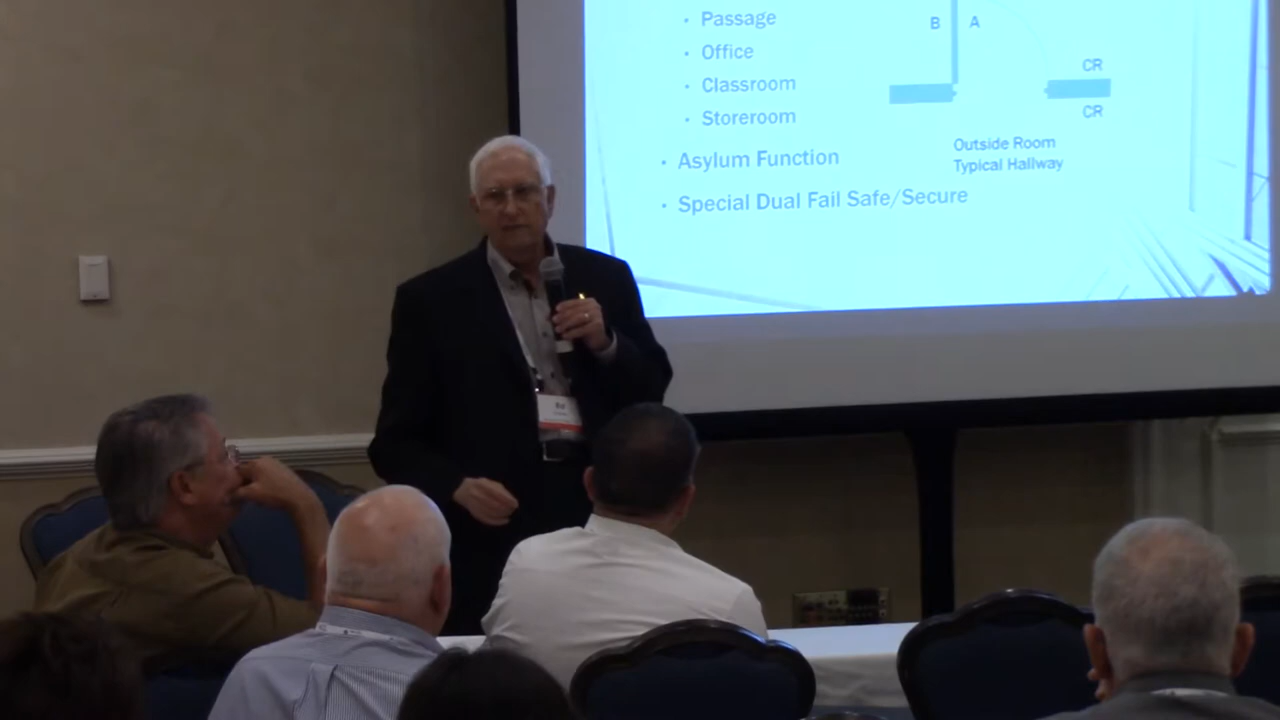 Passage
Office
Classroom
Storeroom
Asylum Function
Special Dual Fail Safe/Secure
B A
CR
CR
Outside Room
Typical Hallway